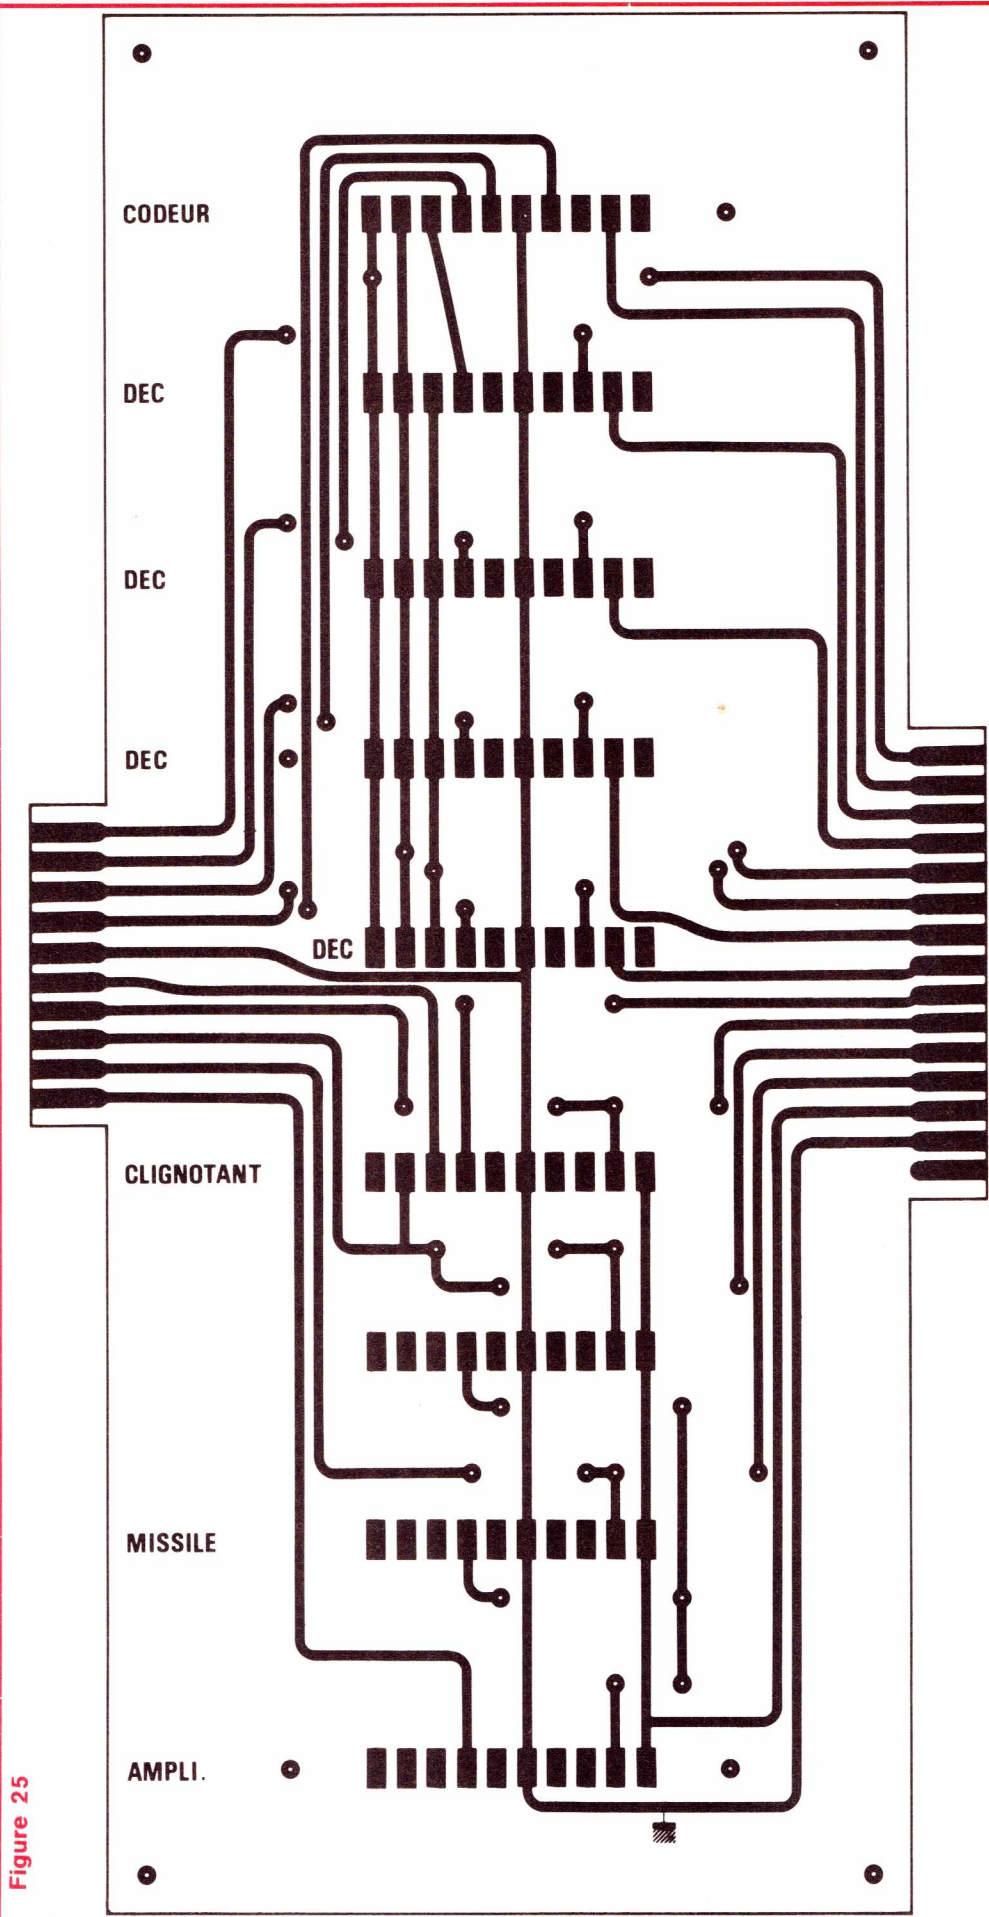 CODEUR
DEC
DEC
DEC
DEC
CLIGNOTANT
MISSILE
AMPLI.
Figure 25